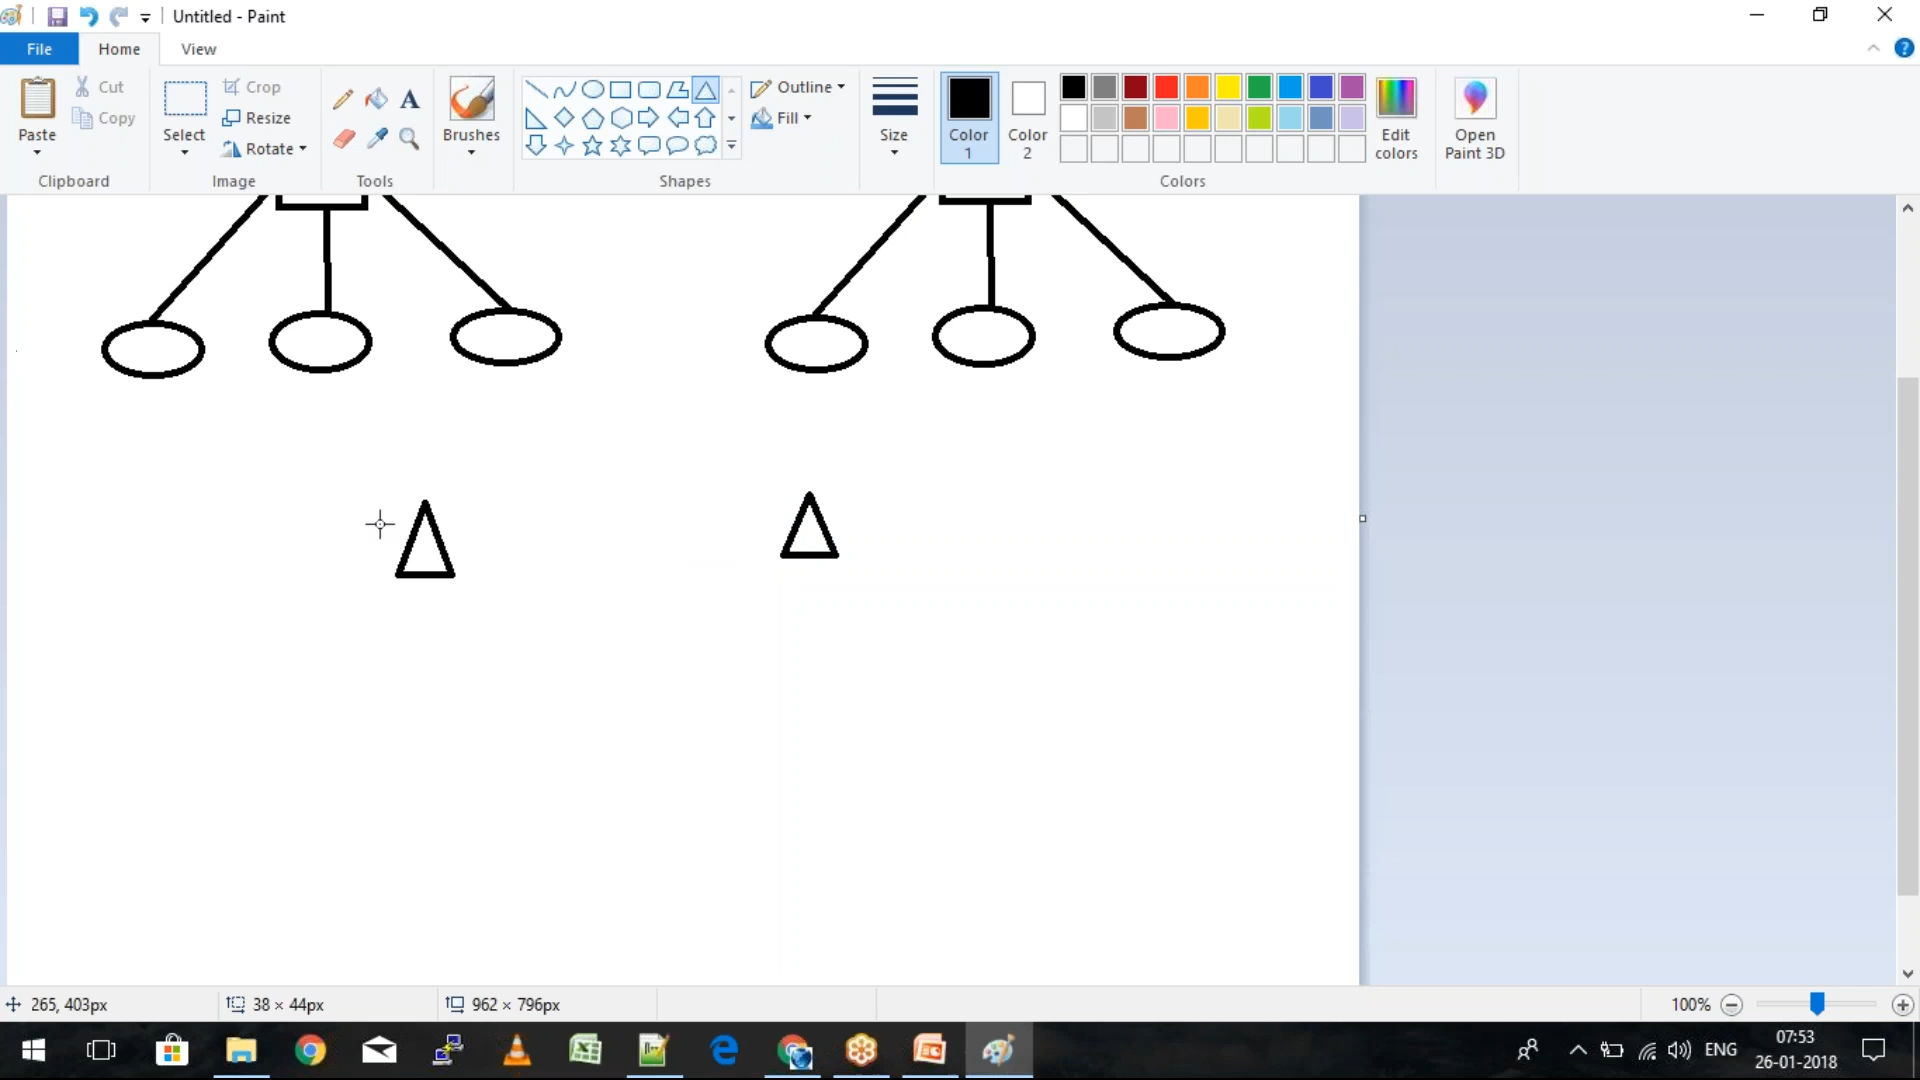 Untitled - Paint
File Home View
Paste
Cut
Copy
Clipboard
Select
Crop
Resize
Rotate
Image
A
Tools
Brushes
Shapes
Outline
Fill
Size
Color 1
Color 2
Colors
Edit colors
Open Paint 3D
265, 403px
38 × 44px
962 × 796px
100%
ENG
07:53
26-01-2018